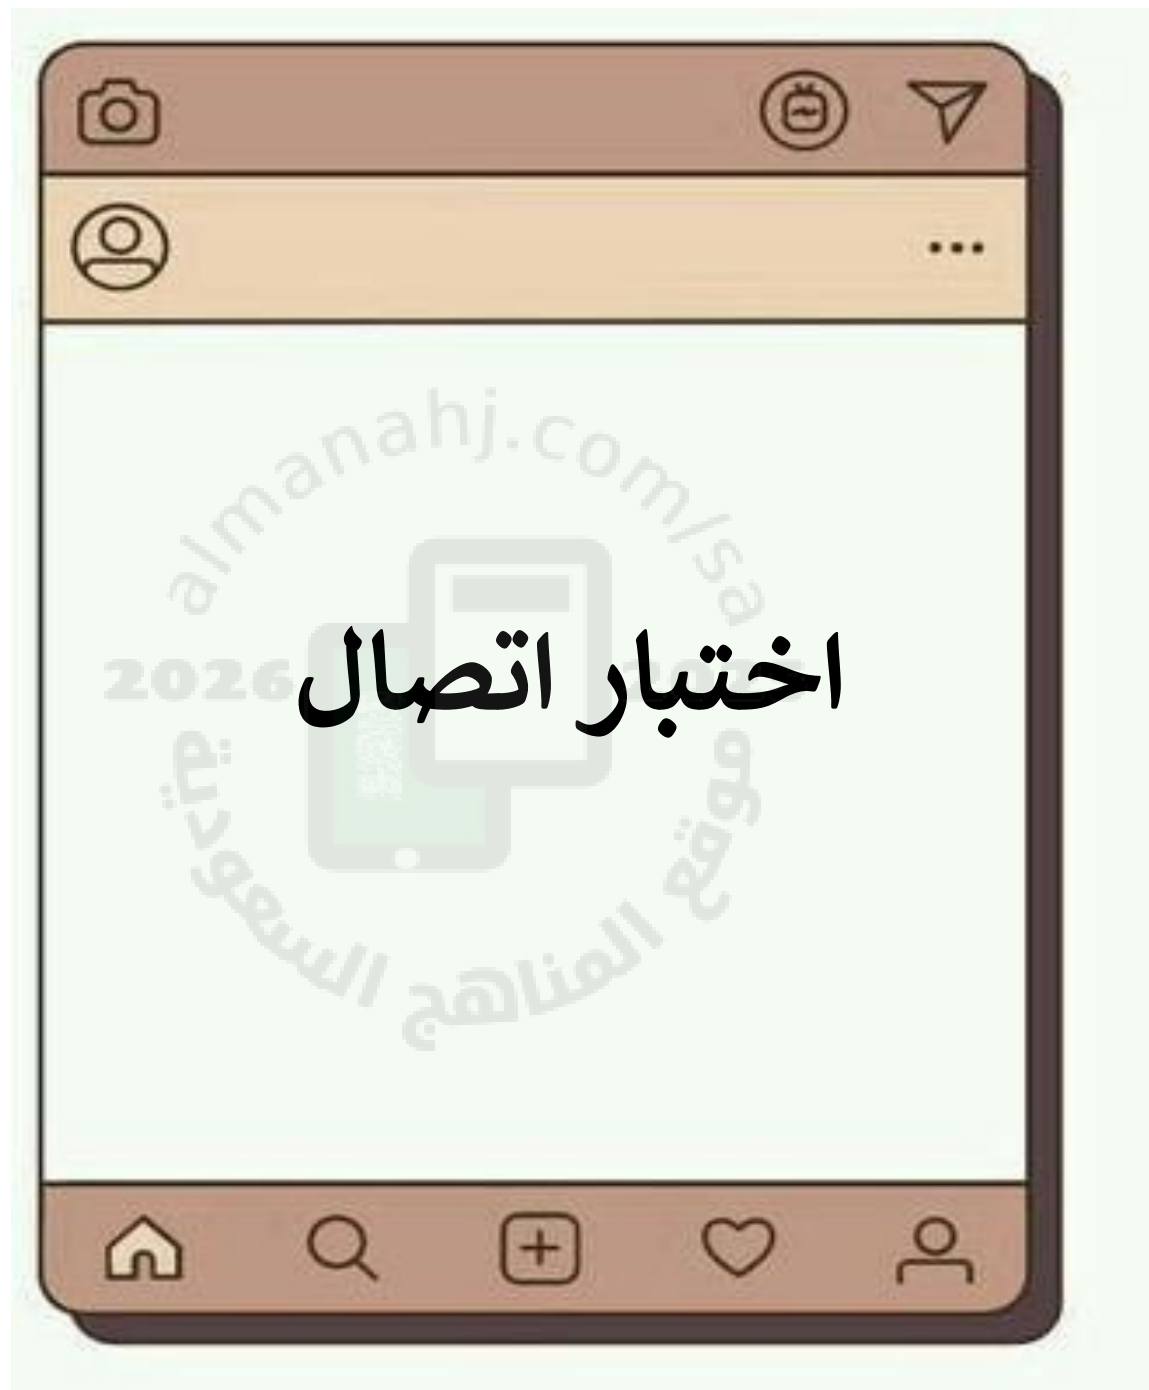 almanahj.com/sa
اختبار اتصال
2026
موقع المناهج السعودية